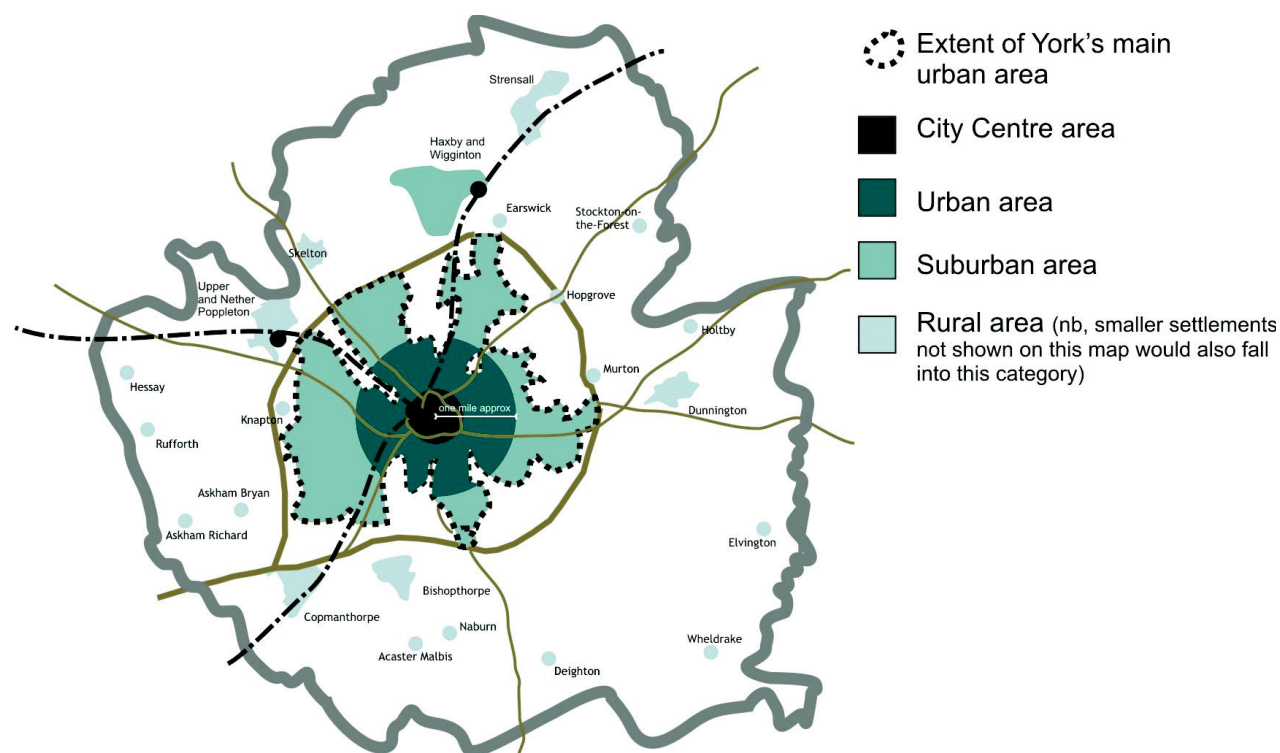 Strensall
Haxby and
Wigginton
Earswick
Stockton-on-
the-Forest
Skelton
Upper
and Nether
Poppleton
Hopgrove
Holtby
Hessay
Murton
Dunnington
Knapton
one mile approx
Rufforth
Askham Bryan
Askham Richard
Elvington
Copmanthorpe
Bishopthorpe
Naburn
Acaster Malbis
Deighton
Wheldrake
Extent of York's main
urban area
City Centre area
Urban area
Suburban area
Rural area (nb, smaller settlements
not shown on this map would also fall
into this category)